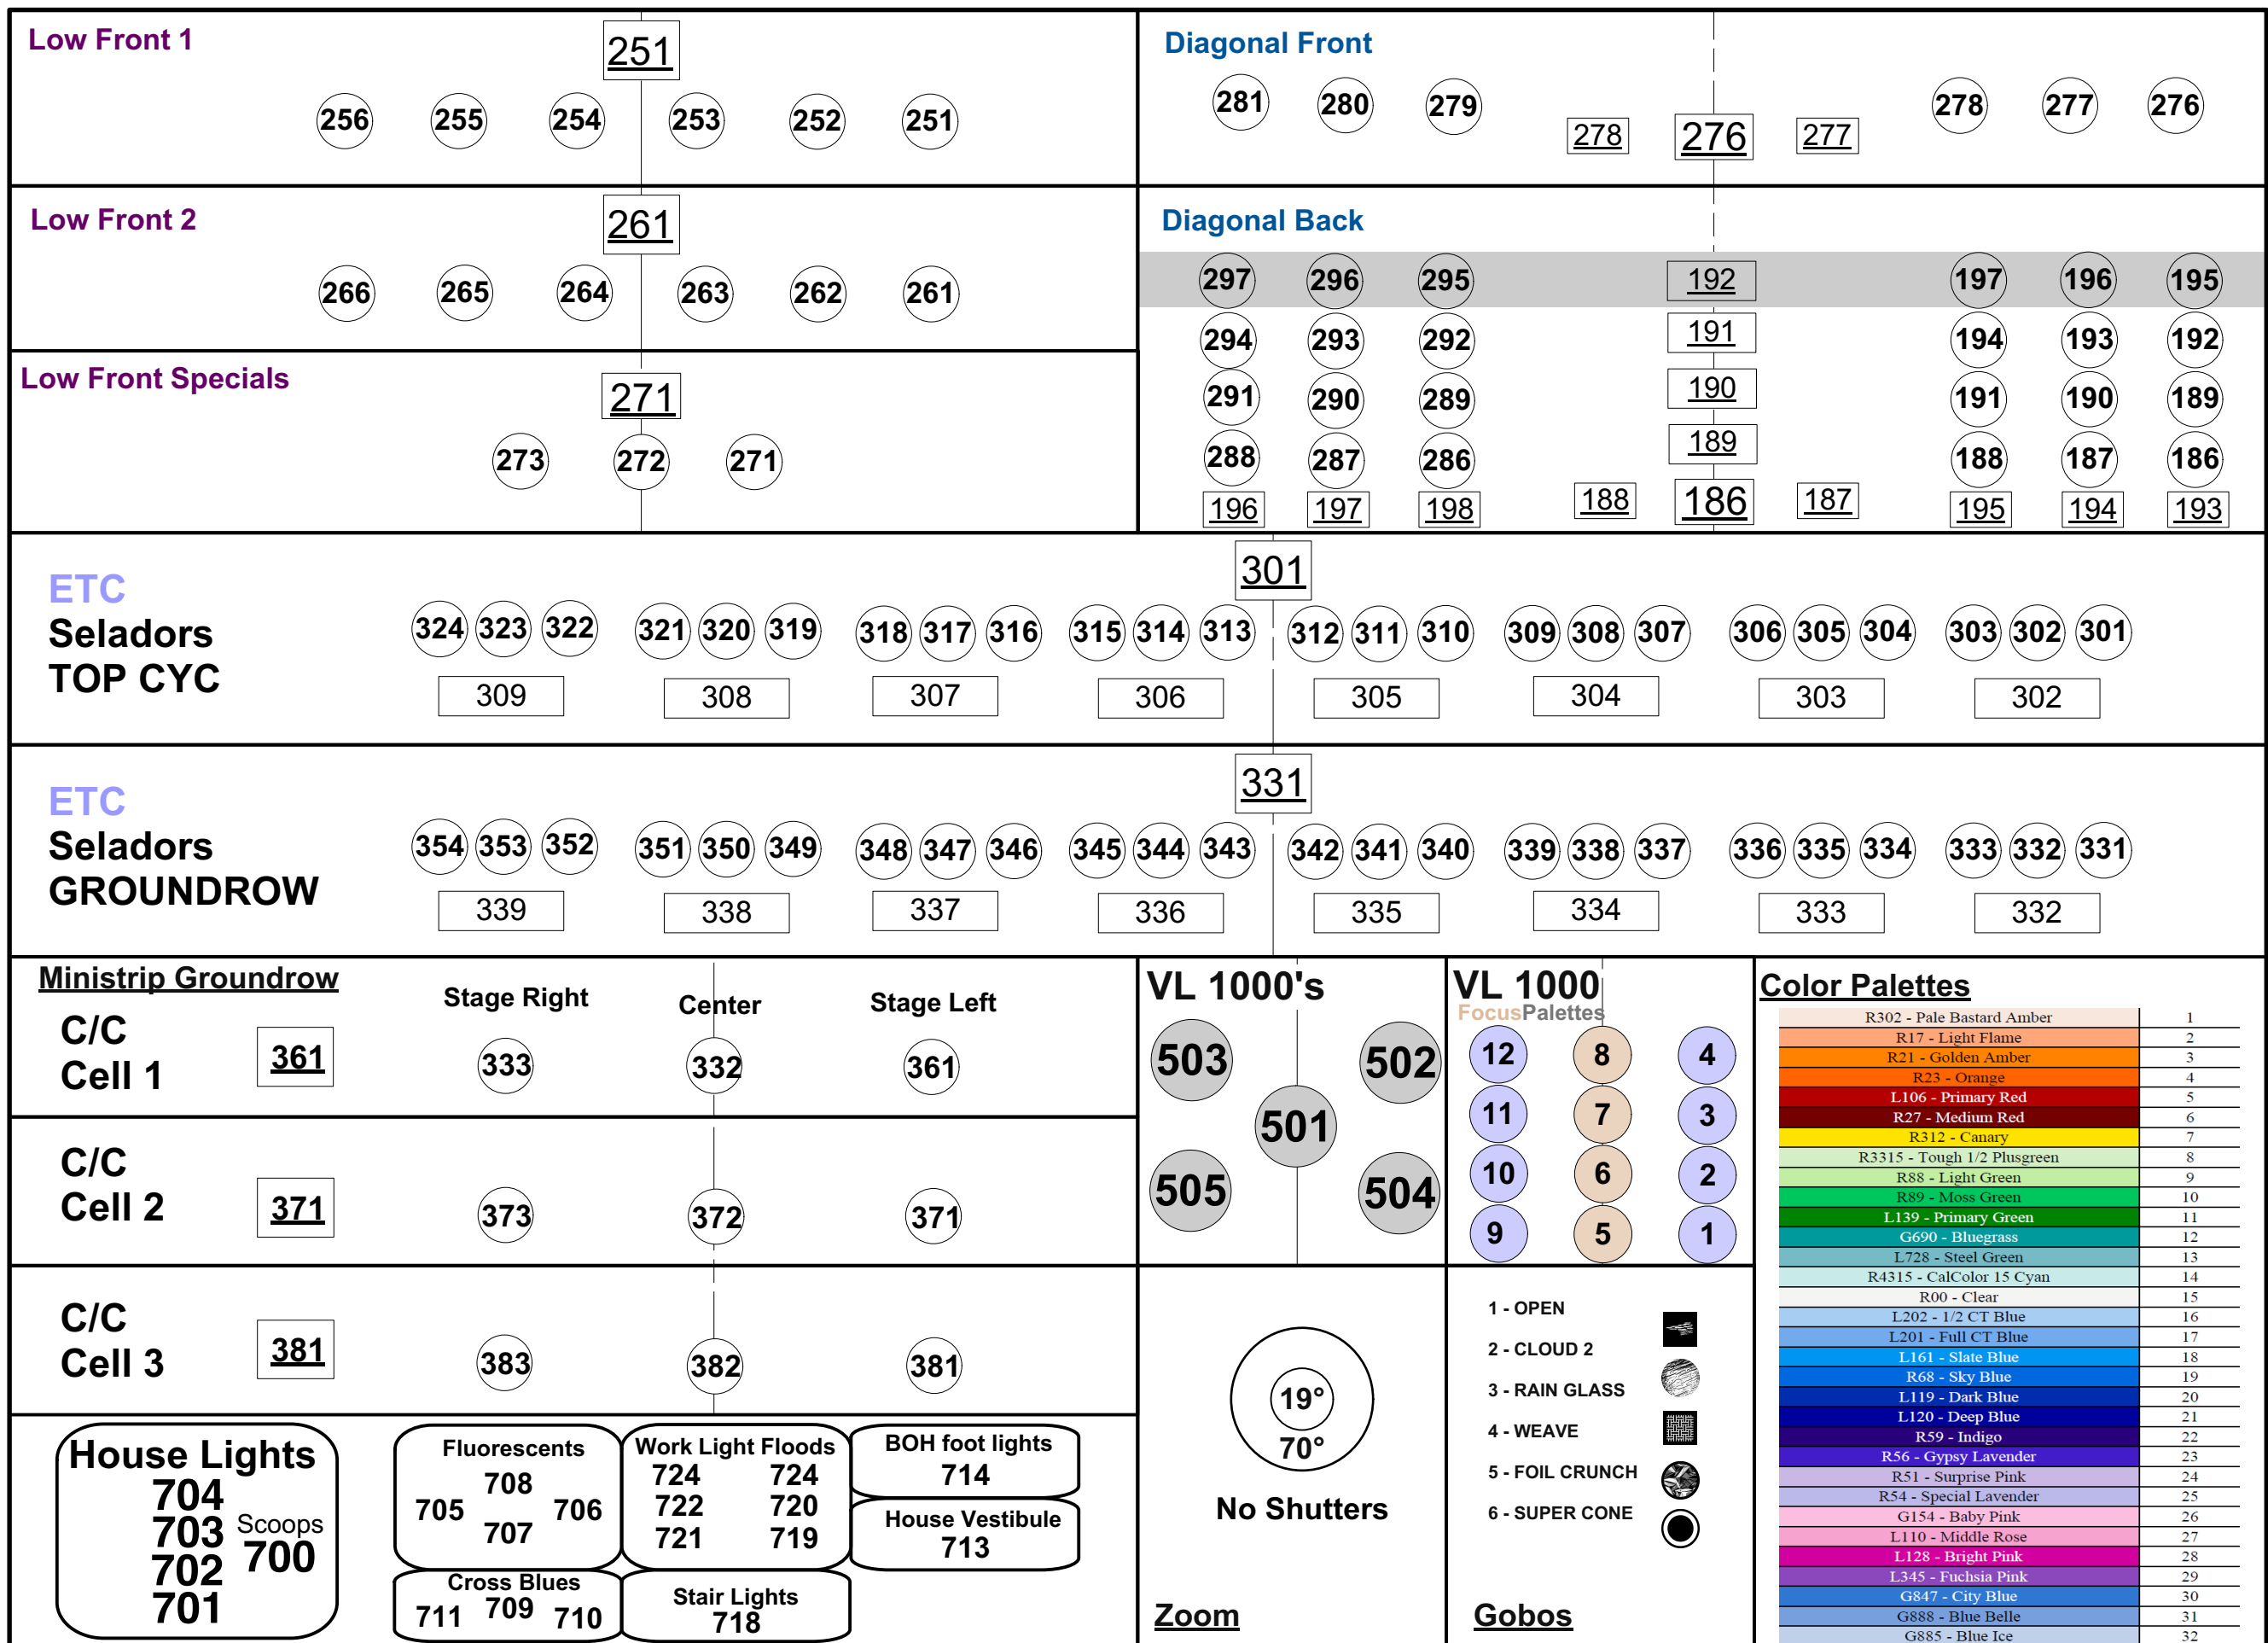 Low Front 1
251
256 255 254 253 252 251
Diagonal Front
281 280 279 278 277 276
278 276 277
Low Front 2
261
266 265 264 263 262 261
Diagonal Back
297 296 295 192 197 196 195
294 293 292 191 194 193 192
291 290 289 190 191 190 189
288 287 286 189 188 187 186
196 197 198 188 186 187 195 194 193
Low Front Specials
271
273 272 271
ETC
Seladors
TOP CYC
301
324 323 322 321 320 319 318 317 316 315 314 313 312 311 310 309 308 307 306 305 304 303 302 301
309 308 307 306 305 304 303 302
ETC
Seladors
GROUNDROW
331
354 353 352 351 350 349 348 347 346 345 344 343 342 341 340 339 338 337 336 335 334 333 332 331
339 338 337 336 335 334 333 332
Ministrip Groundrow
Stage Right Center Stage Left
C/C
Cell 1
361 333 332 361
C/C
Cell 2
371 373 372 371
C/C
Cell 3
381 383 382 381
VL 1000's
503 502
501
505 504
VL 1000
FocusPalettes
12 8 4
11 7 3
10 6 2
9 5 1
19°
70°
No Shutters
Zoom
1 - OPEN
2 - CLOUD 2
3 - RAIN GLASS
4 - WEAVE
5 - FOIL CRUNCH
6 - SUPER CONE
Gobos
Color Palettes
R302 - Pale Bastard Amber 1
R17 - Light Flame 2
R21 - Golden Amber 3
R23 - Orange 4
L106 - Primary Red 5
R27 - Medium Red 6
R312 - Canary 7
R3315 - Tough 1/2 Plusgreen 8
R88 - Light Green 9
R89 - Moss Green 10
L139 - Primary Green 11
G690 - Bluegrass 12
L728 - Steel Green 13
R4315 - CalColor 15 Cyan 14
R00 - Clear 15
L202 - 1/2 CT Blue 16
L201 - Full CT Blue 17
L161 - Slate Blue 18
R68 - Sky Blue 19
L119 - Dark Blue 20
L120 - Deep Blue 21
R59 - Indigo 22
R56 - Gypsy Lavender 23
R51 - Surprise Pink 24
R54 - Special Lavender 25
G154 - Baby Pink 26
L110 - Middle Rose 27
L128 - Bright Pink 28
L345 - Fuchsia Pink 29
G847 - City Blue 30
G888 - Blue Belle 31
G885 - Blue Ice 32
House Lights
704
703
702
701
Scoops
700
Fluorescents
708
705 706
707
Work Light Floods
724 724
722 720
721 719
BOH foot lights
714
House Vestibule
713
Cross Blues
711 709 710
Stair Lights
718